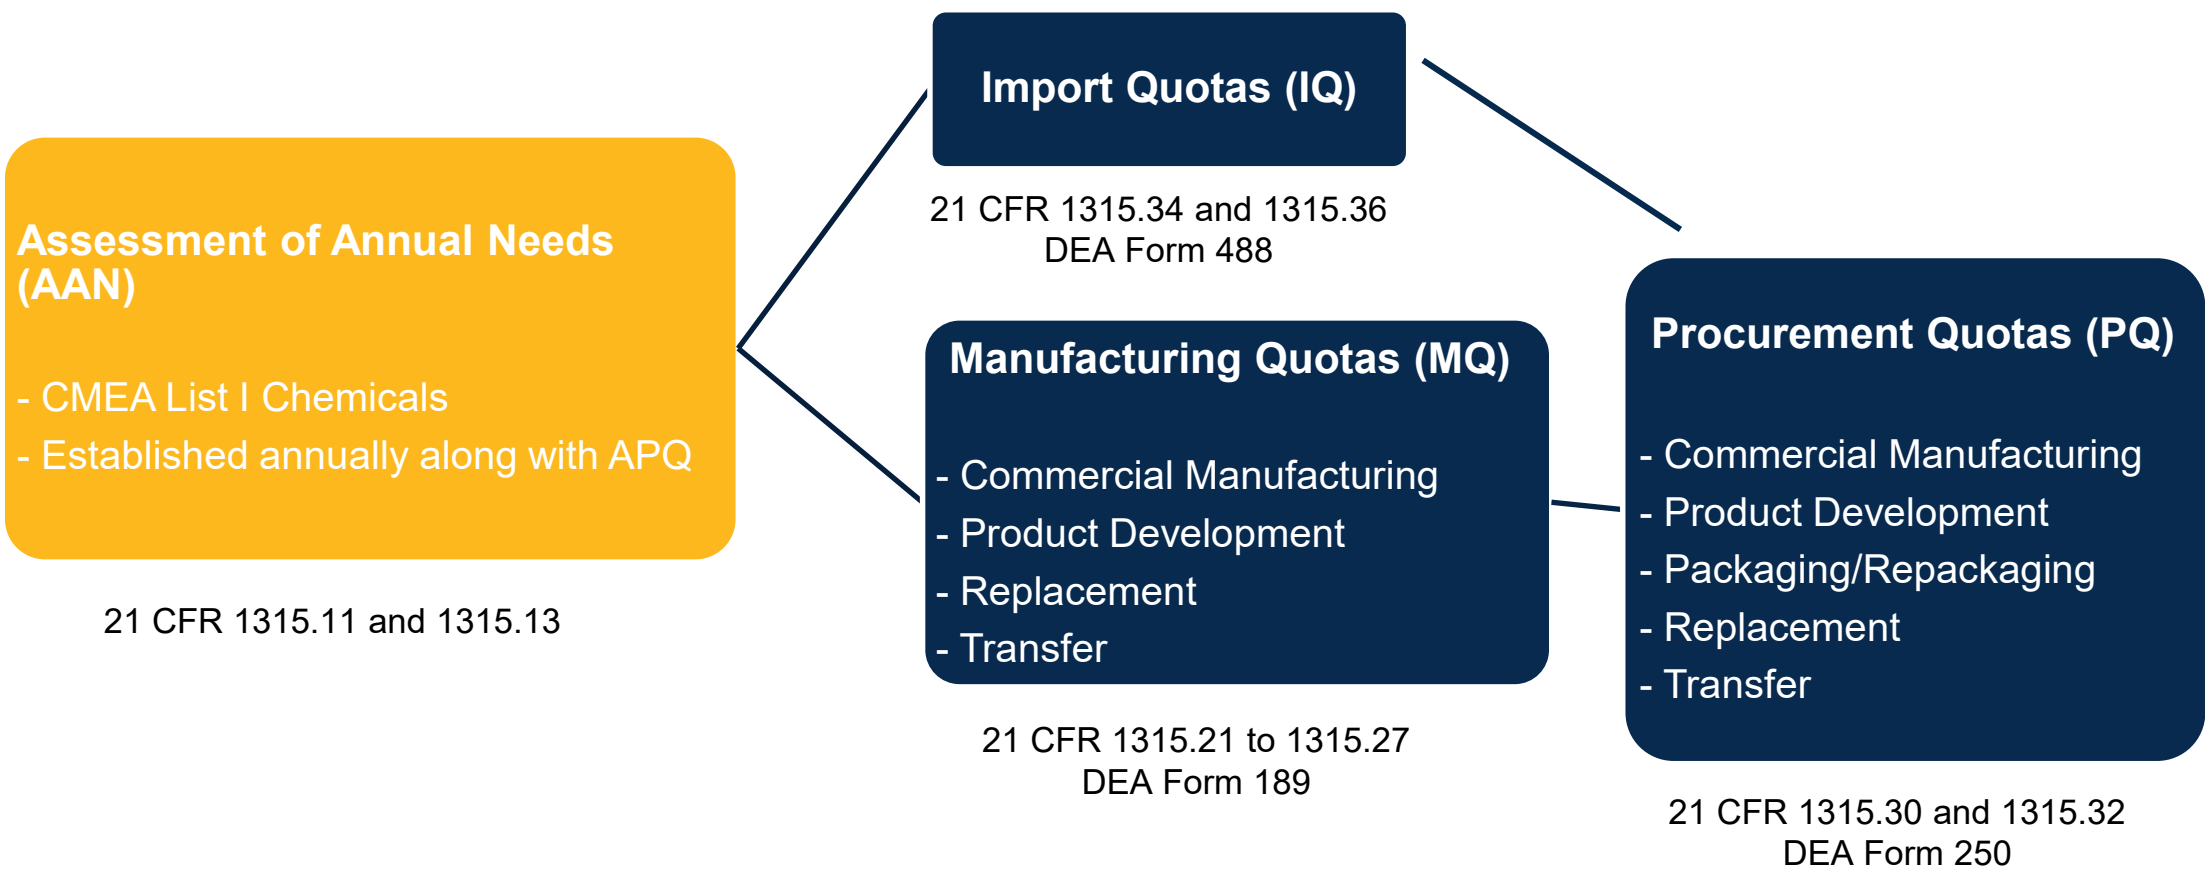 Assessment of Annual Needs
(AAN)
- CMEA List I Chemicals
- Established annually along with APQ
21 CFR 1315.11 and 1315.13
Import Quotas (IQ)
21 CFR 1315.34 and 1315.36
DEA Form 488
Manufacturing Quotas (MQ)
- Commercial Manufacturing
- Product Development
- Replacement
- Transfer
21 CFR 1315.21 to 1315.27
DEA Form 189
Procurement Quotas (PQ)
- Commercial Manufacturing
- Product Development
- Packaging/Repackaging
- Replacement
- Transfer
21 CFR 1315.30 and 1315.32
DEA Form 250